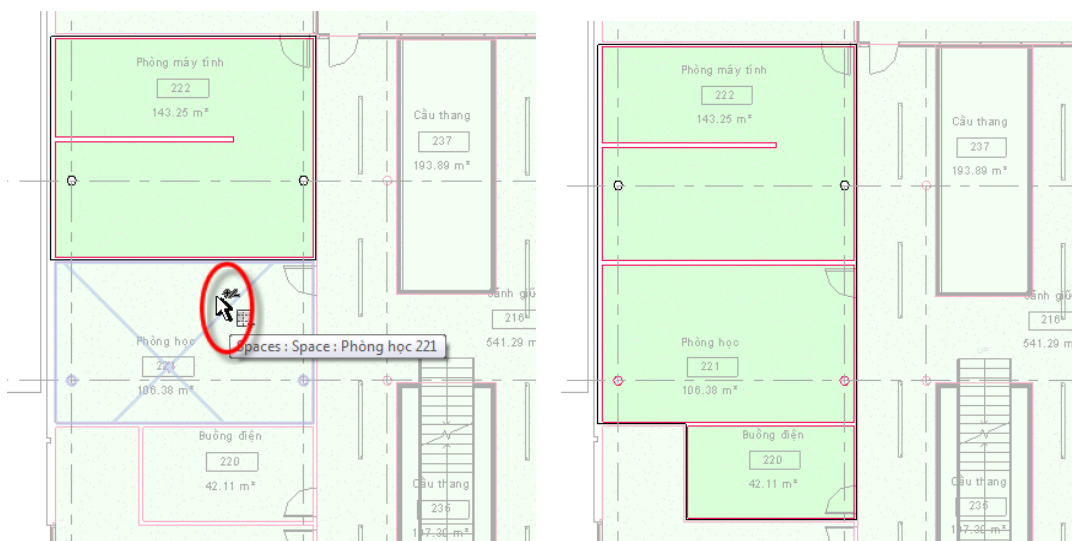 Phòng máy tính
222
143.25 m²
Cầu thang
237
193.89 m²
216
541.29 m
Spaces : Space : Phòng học 221
Phòng học
221
106.38 m²
Buồng điện
220
42.11 m²
Cầu thang
236
Phòng máy tính
222
143.25 m²
Cầu thang
237
193.89 m²
216
541.29 m
UP
Phòng học
221
106.38 m²
Buồng điện
220
42.11 m²
Cầu thang
236